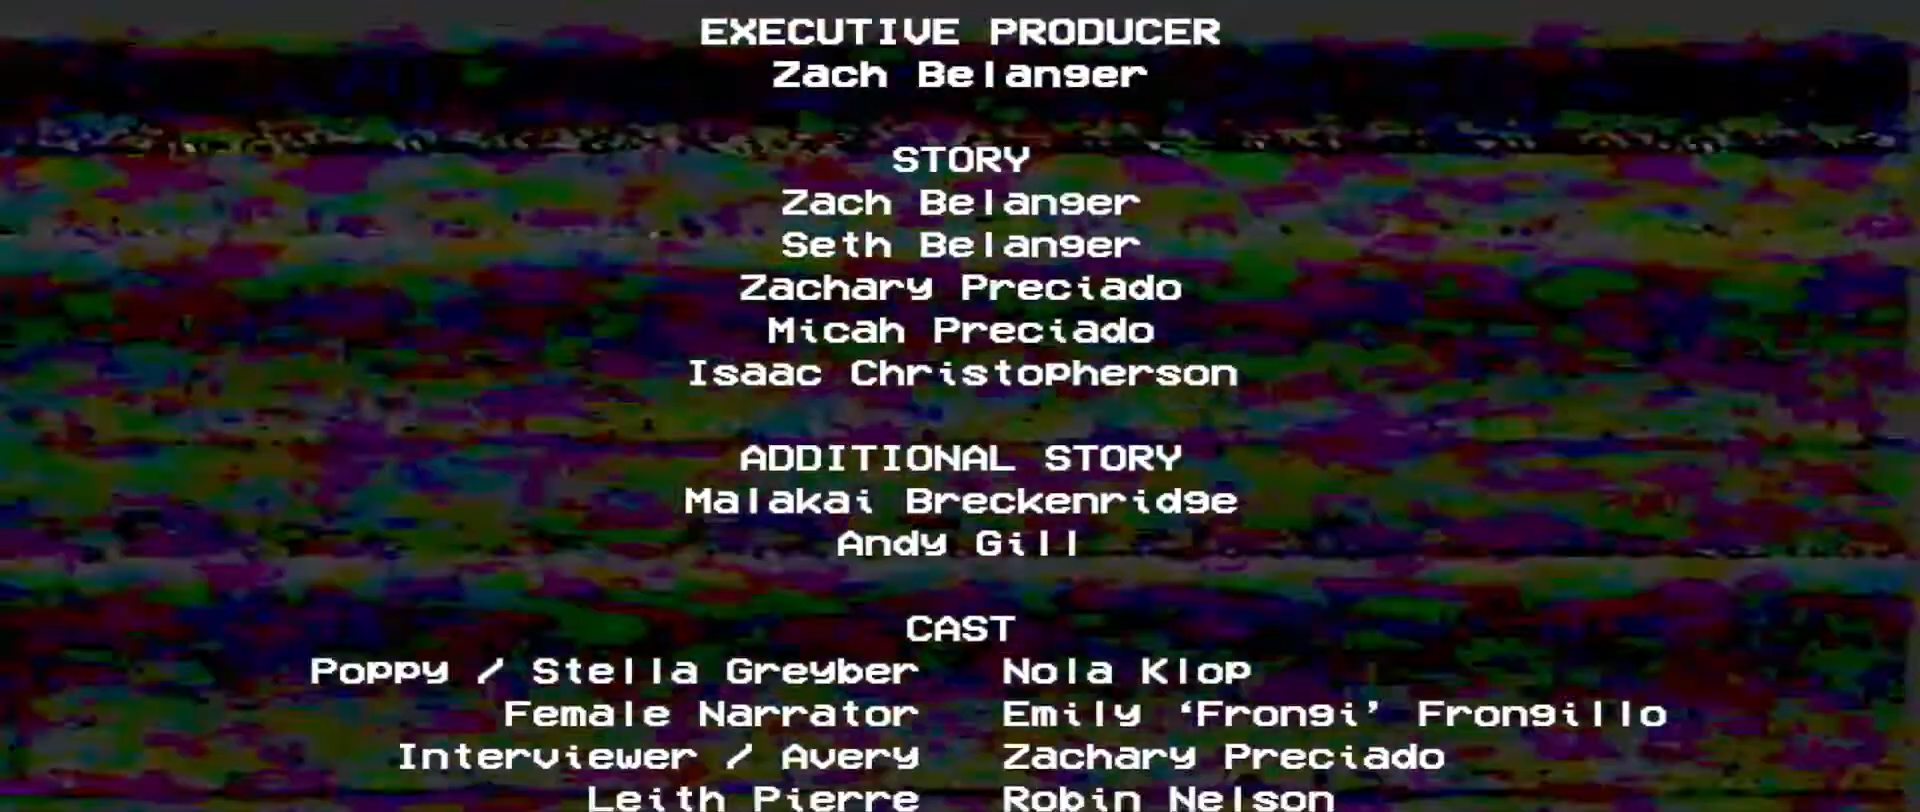 EXECUTIVE PRODUCER
Zach Belanger
STORY
Zach Belanger
Seth Belanger
Zachary Preciado
Micah Preciado
Isaac Christopherson
ADDITIONAL STORY
Malakai Breckenridge
Andy Gill
CAST
Poppy / Stella Greyber Nola Klop
Female Narrator Emily ‘Frongi’ Frongillo
Interviewer / Avery Zachary Preciado
Leith Pierre Robin Nelson